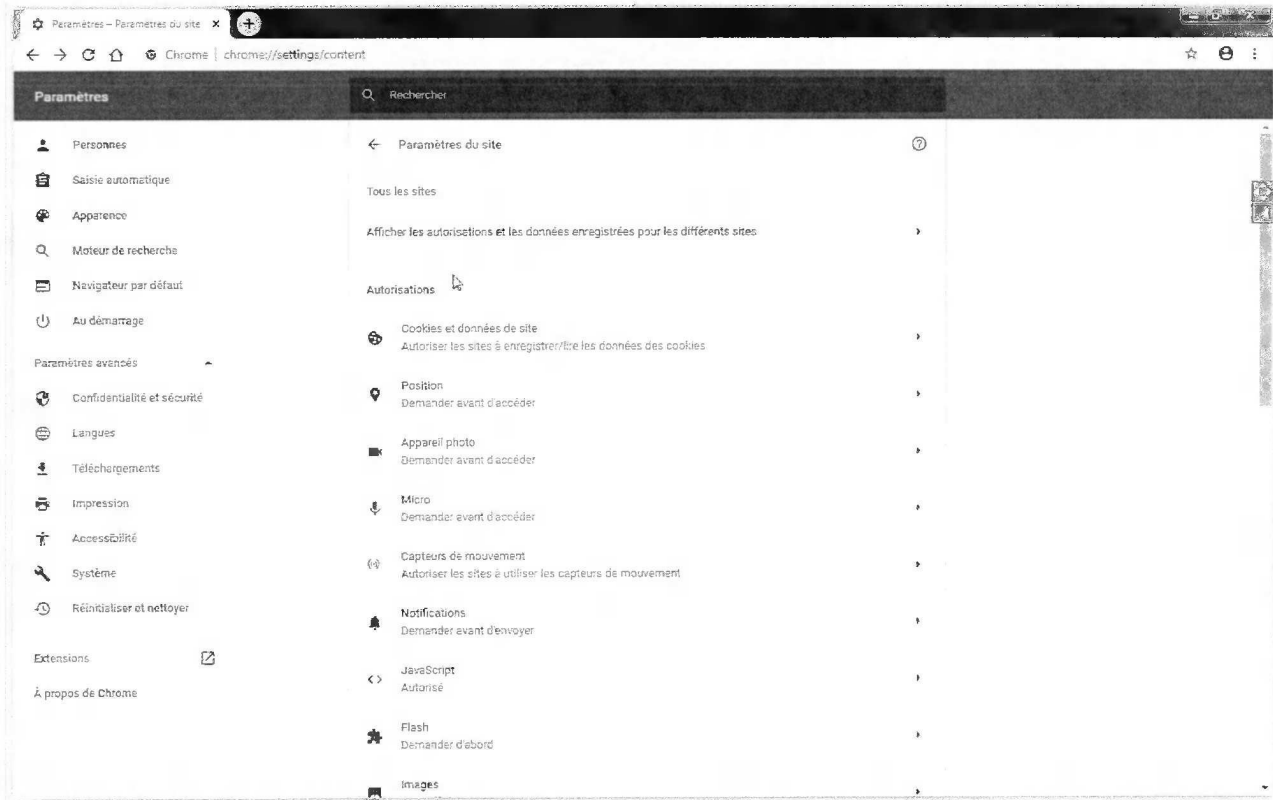 Paramètres – Paramètres du site
Chrome | chrome://settings/content
Paramètres
Rechercher
Personnes
Saisie automatique
Apparence
Moteur de recherche
Navigateur par défaut
Au démarrage
Paramètres avancés
Confidentialité et sécurité
Langues
Téléchargements
Impression
Accessibilité
Système
Réinitialiser et nettoyer
Extensions
À propos de Chrome
Paramètres du site
Tous les sites
Afficher les autorisations et les données enregistrées pour les différents sites
Autorisations
Cookies et données de site
Autoriser les sites à enregistrer/lire les données des cookies
Position
Demander avant d'accéder
Appareil photo
Demander avant d'accéder
Micro
Demander avant d'accéder
Capteurs de mouvement
Autoriser les sites à utiliser les capteurs de mouvement
Notifications
Demander avant d'envoyer
JavaScript
Autorisé
Flash
Demander d'abord
Images